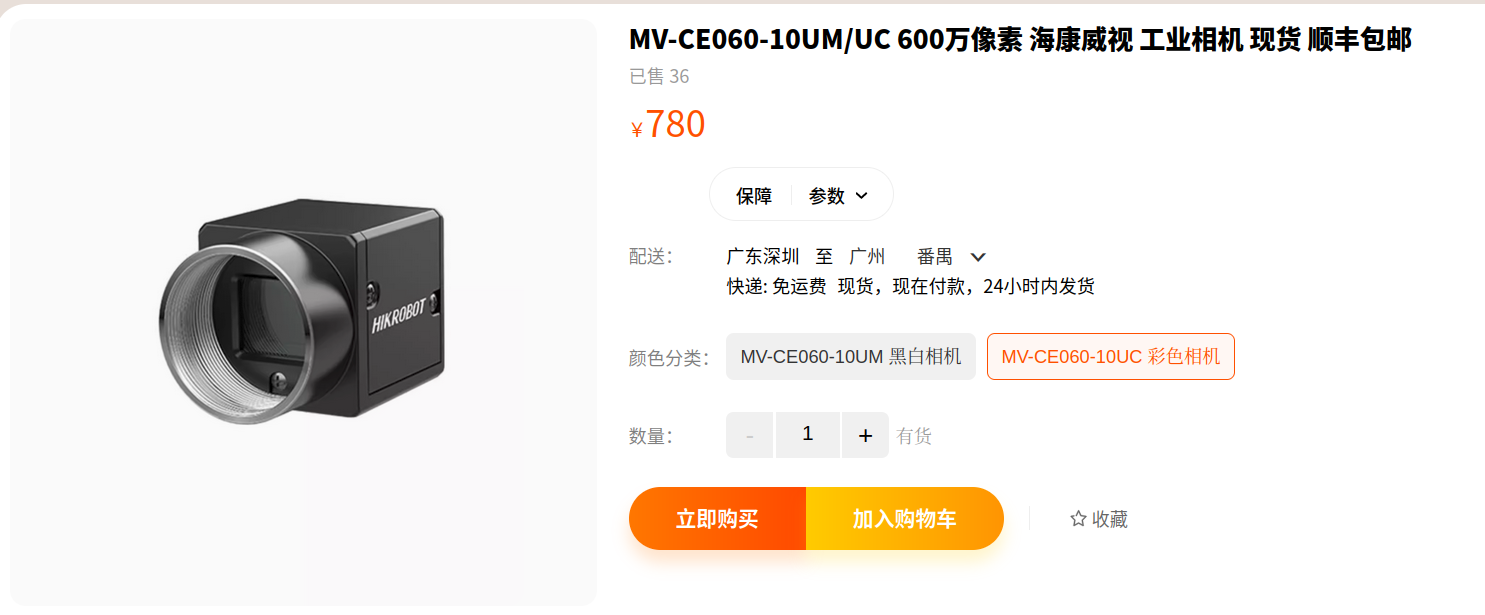 MV-CE060-10UM/UC 600万像素 海康威视 工业相机 现货 顺丰包邮
已售 36
¥780
保障 参数
配送： 广东深圳 至 广州 番禺
快递: 免运费 现货，现在付款，24小时内发货
HIKROBOT
颜色分类： MV-CE060-10UM 黑白相机 MV-CE060-10UC 彩色相机
数量： - 1 + 有货
立即购买 加入购物车 收藏